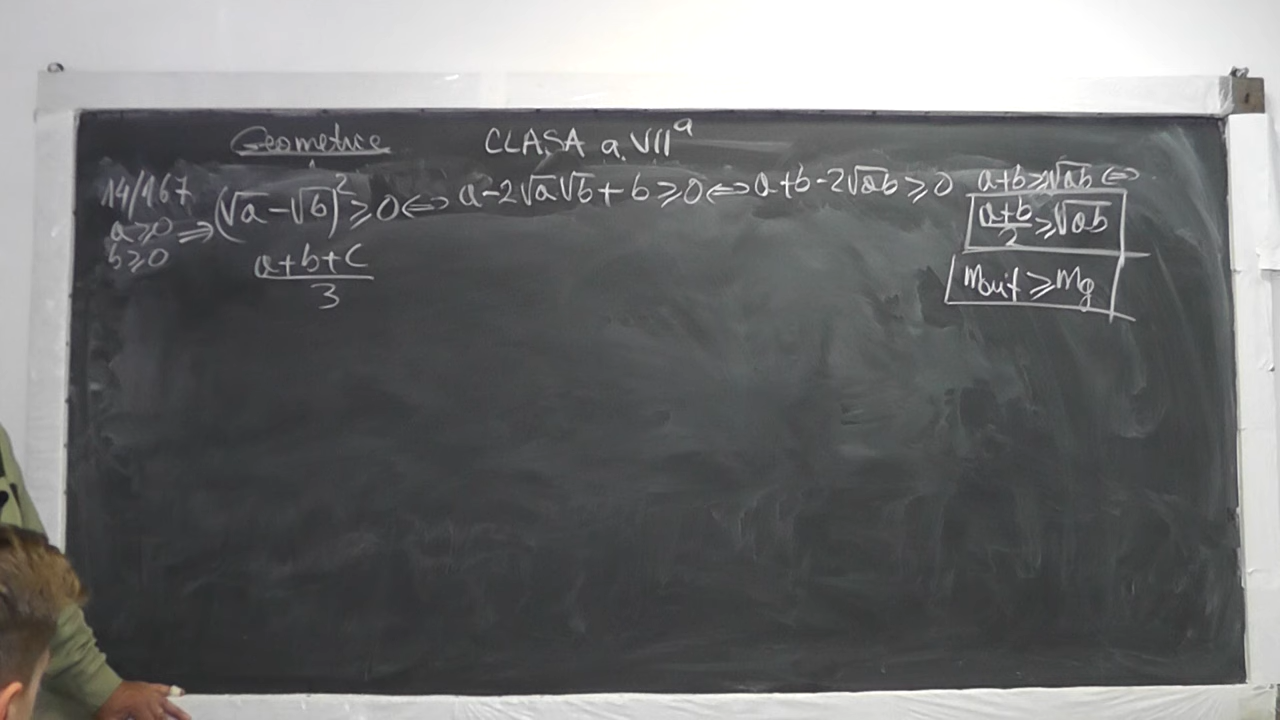 Geometrice CLASA a VII ª
14/167
a ≥ 0
b ≥ 0
⇒ (√a - √b)² ≥ 0 ⇔ a - 2√a√b + b ≥ 0 ⇔ a + b - 2√ab ≥ 0 a+b ≥ √ab ⇔
a+b/2 ≥ √ab
a+b+c/3
Marit ≥ Mg